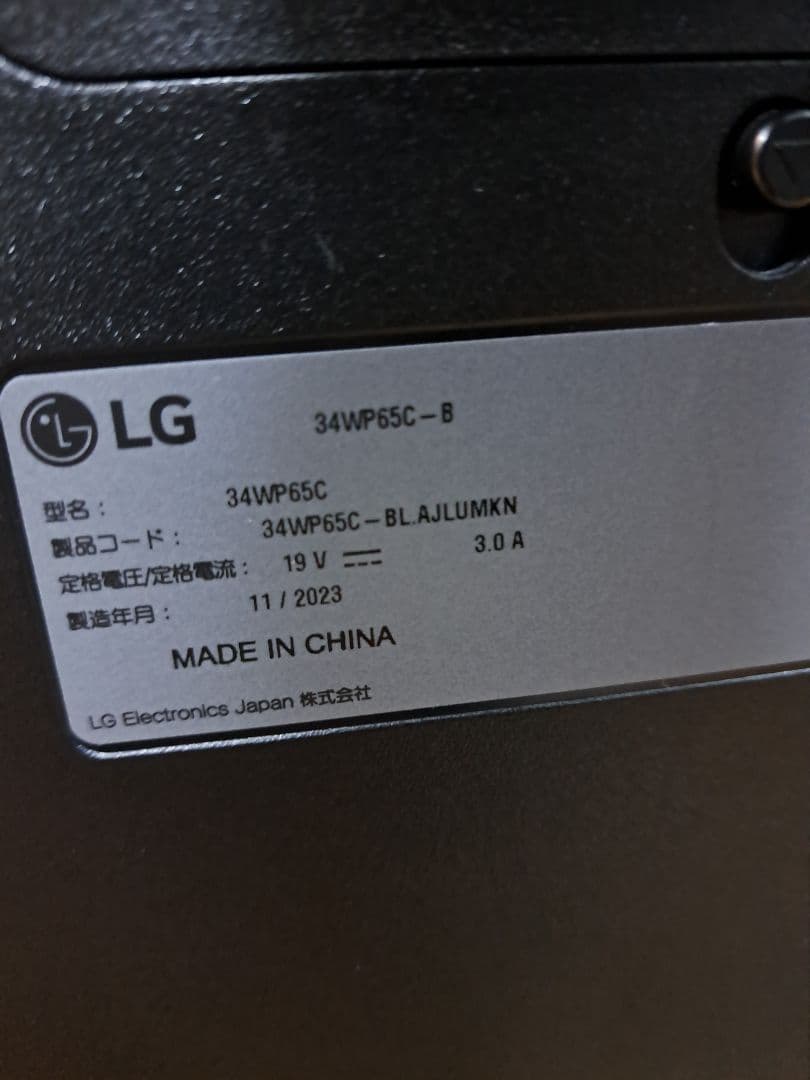 LG 34WP65C-B
型名： 34WP65C
製品コード： 34WP65C-BL.AJLUMKN
定格電圧/定格電流： 19 V ⎓ 3.0 A
製造年月： 11 / 2023
MADE IN CHINA
LG Electronics Japan 株式会社